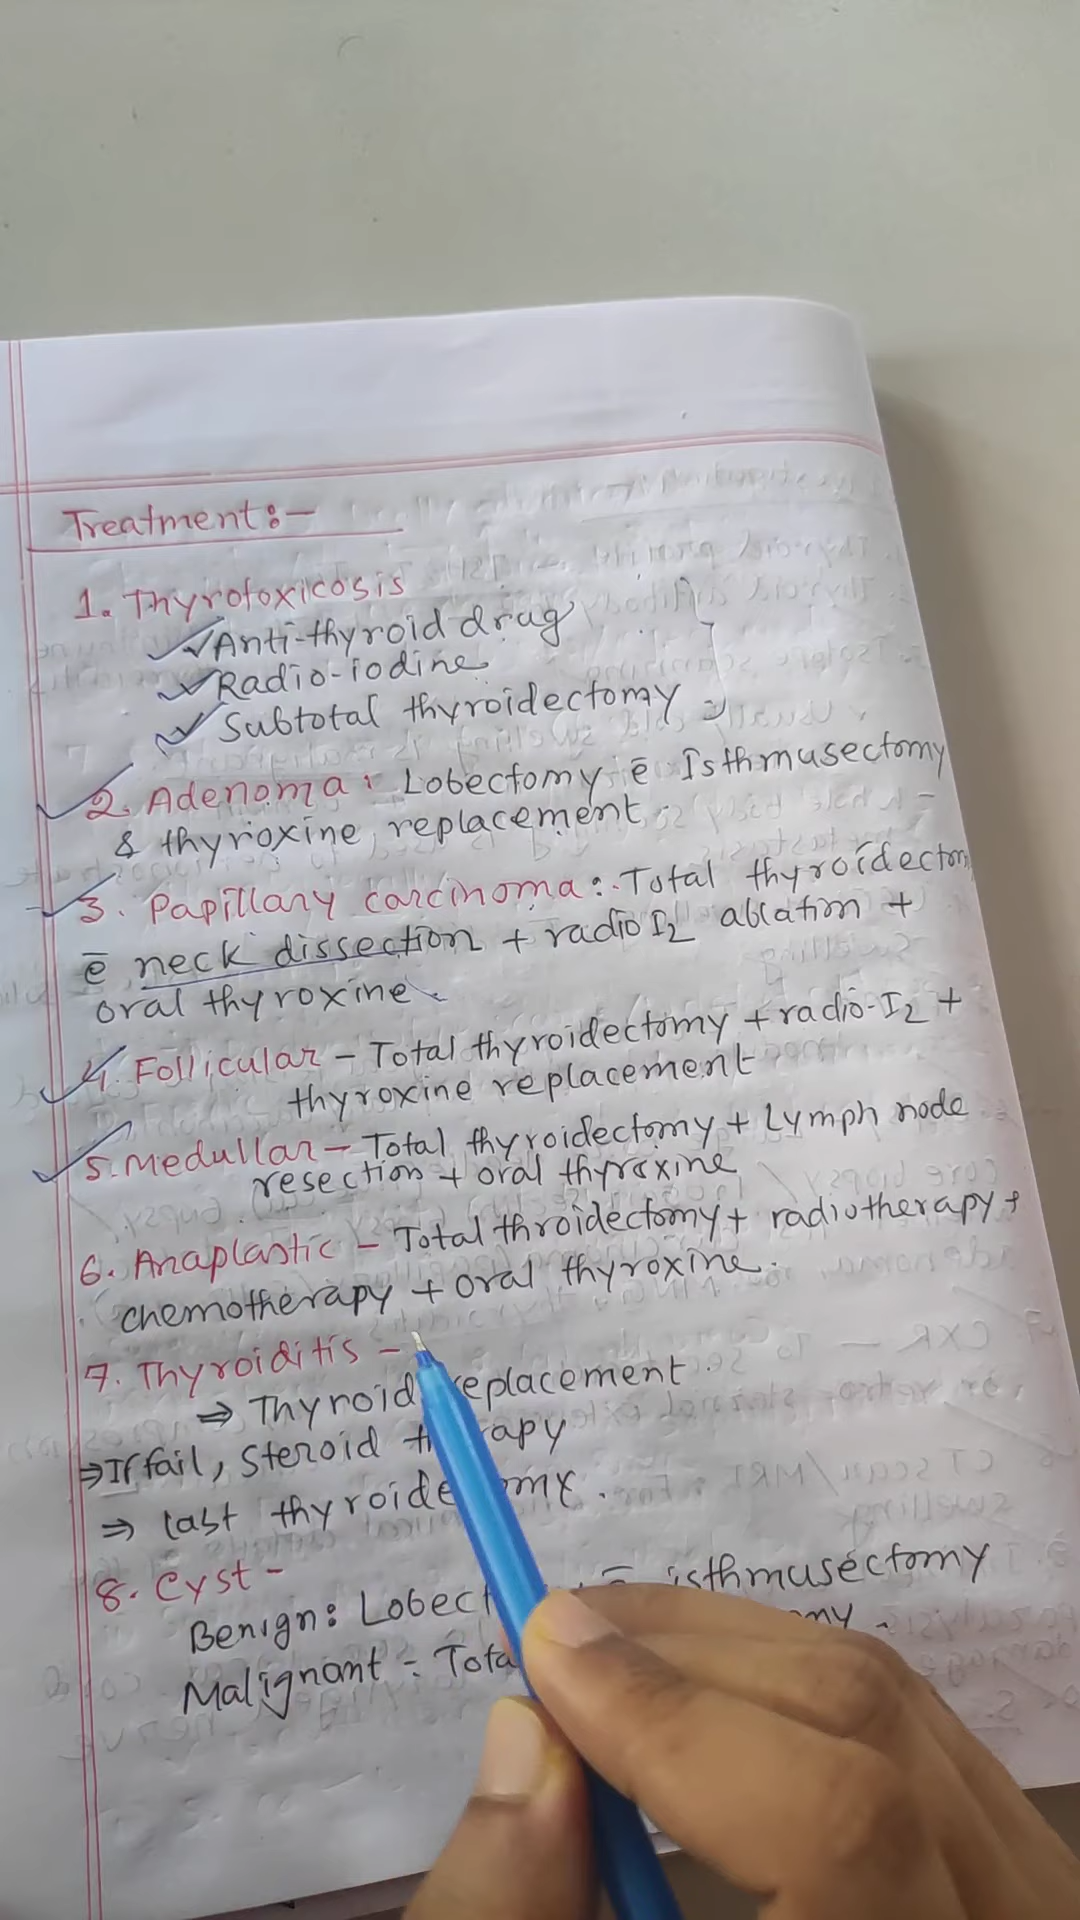 Treatment:-
1. Thyrotoxicosis
Anti-thyroid drug
Radio-iodine
Subtotal thyroidectomy
2. Adenoma: Lobectomy ē Isthmusectomy
& thyroxine replacement.
3. Papillary carcinoma: Total thyroidectom
ē neck dissection + radio I2 ablation +
oral thyroxine.
4. Follicular - Total thyroidectomy + radio-I2 +
thyroxine replacement
5. Medullar - Total thyroidectomy + Lymph node
resection + oral thyroxine
6. Anaplastic - Total throidectomy + radiotherapy +
chemotherapy + oral thyroxine.
7. Thyroiditis -
⇒ Thyroid replacement.
⇒ If fail, Steroid
⇒ last
8. Cyst -
Benign: isthmusectomy
Malignant :